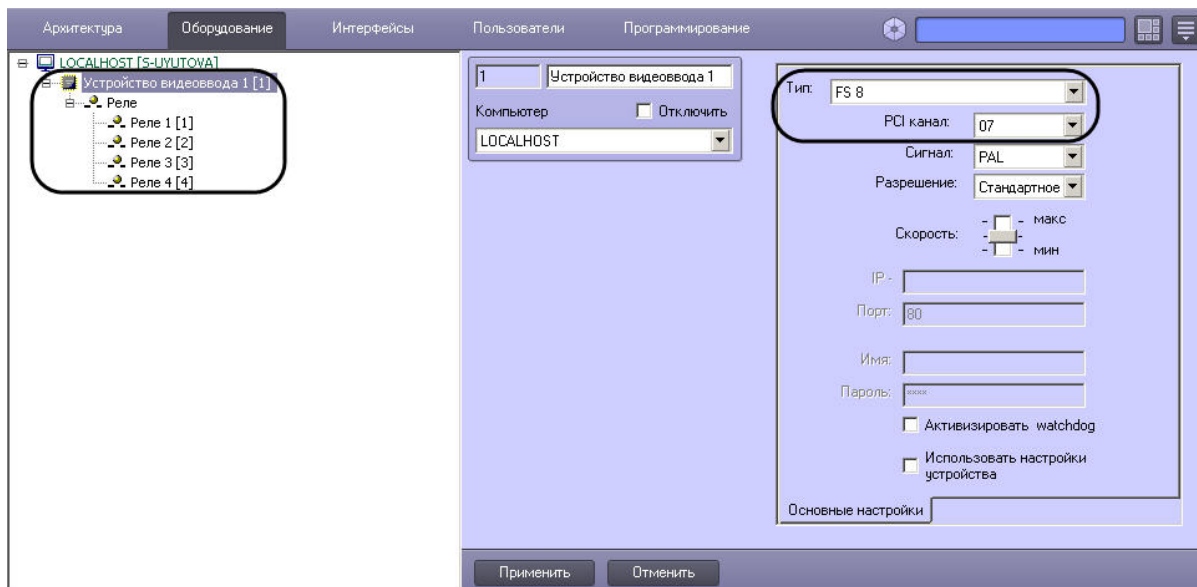 Архитектура Оборудование Интерфейсы Пользователи Программирование
LOCALHOST [S-UYUTOVA]
Устройство видеоввода 1 [1]
Реле
Реле 1 [1]
Реле 2 [2]
Реле 3 [3]
Реле 4 [4]
1 Устройство видеоввода 1
Компьютер Отключить
LOCALHOST
Тип: FS 8
PCI канал: 07
Сигнал: PAL
Разрешение: Стандартное
Скорость: макс
мин
IP -
Порт: 80
Имя:
Пароль: ****
Активизировать watchdog
Использовать настройки
устройства
Основные настройки
Применить Отменить